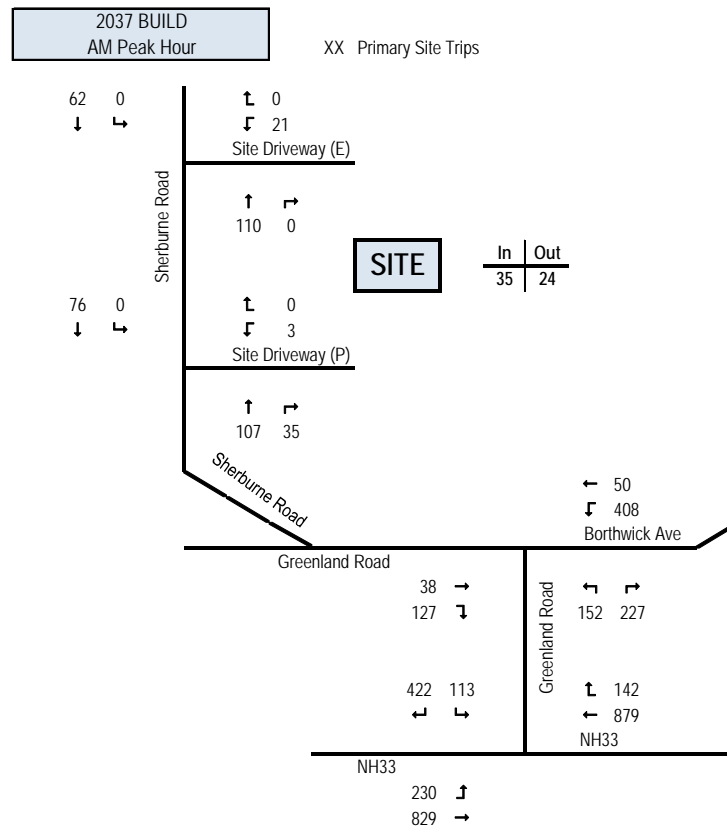 2037 BUILD
AM Peak Hour
XX Primary Site Trips
62 0
0
21
Site Driveway (E)
Sherburne Road
110 0
SITE
In Out
35 24
76 0
0
3
Site Driveway (P)
107 35
Sherburne Road
50
408
Borthwick Ave
Greenland Road
38
127
Greenland Road
152 227
422 113
142
879
NH33
NH33
230
829